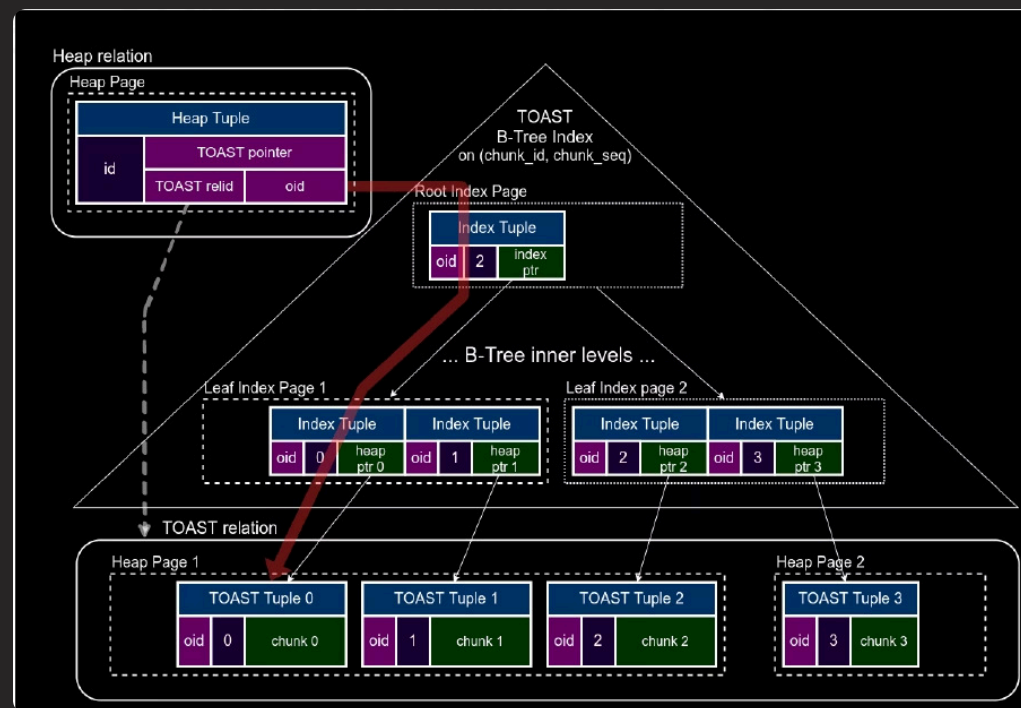 Heap relation
Heap Page
Heap Tuple
id
TOAST pointer
TOAST relid
oid
TOAST
B-Tree Index
on (chunk_id, chunk_seq)
Root Index Page
Index Tuple
oid 2 index
ptr
... B-Tree inner levels ...
Leaf Index Page 1
Index Tuple Index Tuple
oid 0 heap
ptr 0
oid 1 heap
ptr 1
Leaf Index page 2
Index Tuple Index Tuple
oid 2 heap
ptr 2
oid 3 heap
ptr 3
TOAST relation
Heap Page 1
TOAST Tuple 0
oid 0 chunk 0
TOAST Tuple 1
oid 1 chunk 1
TOAST Tuple 2
oid 2 chunk 2
Heap Page 2
TOAST Tuple 3
oid 3 chunk 3